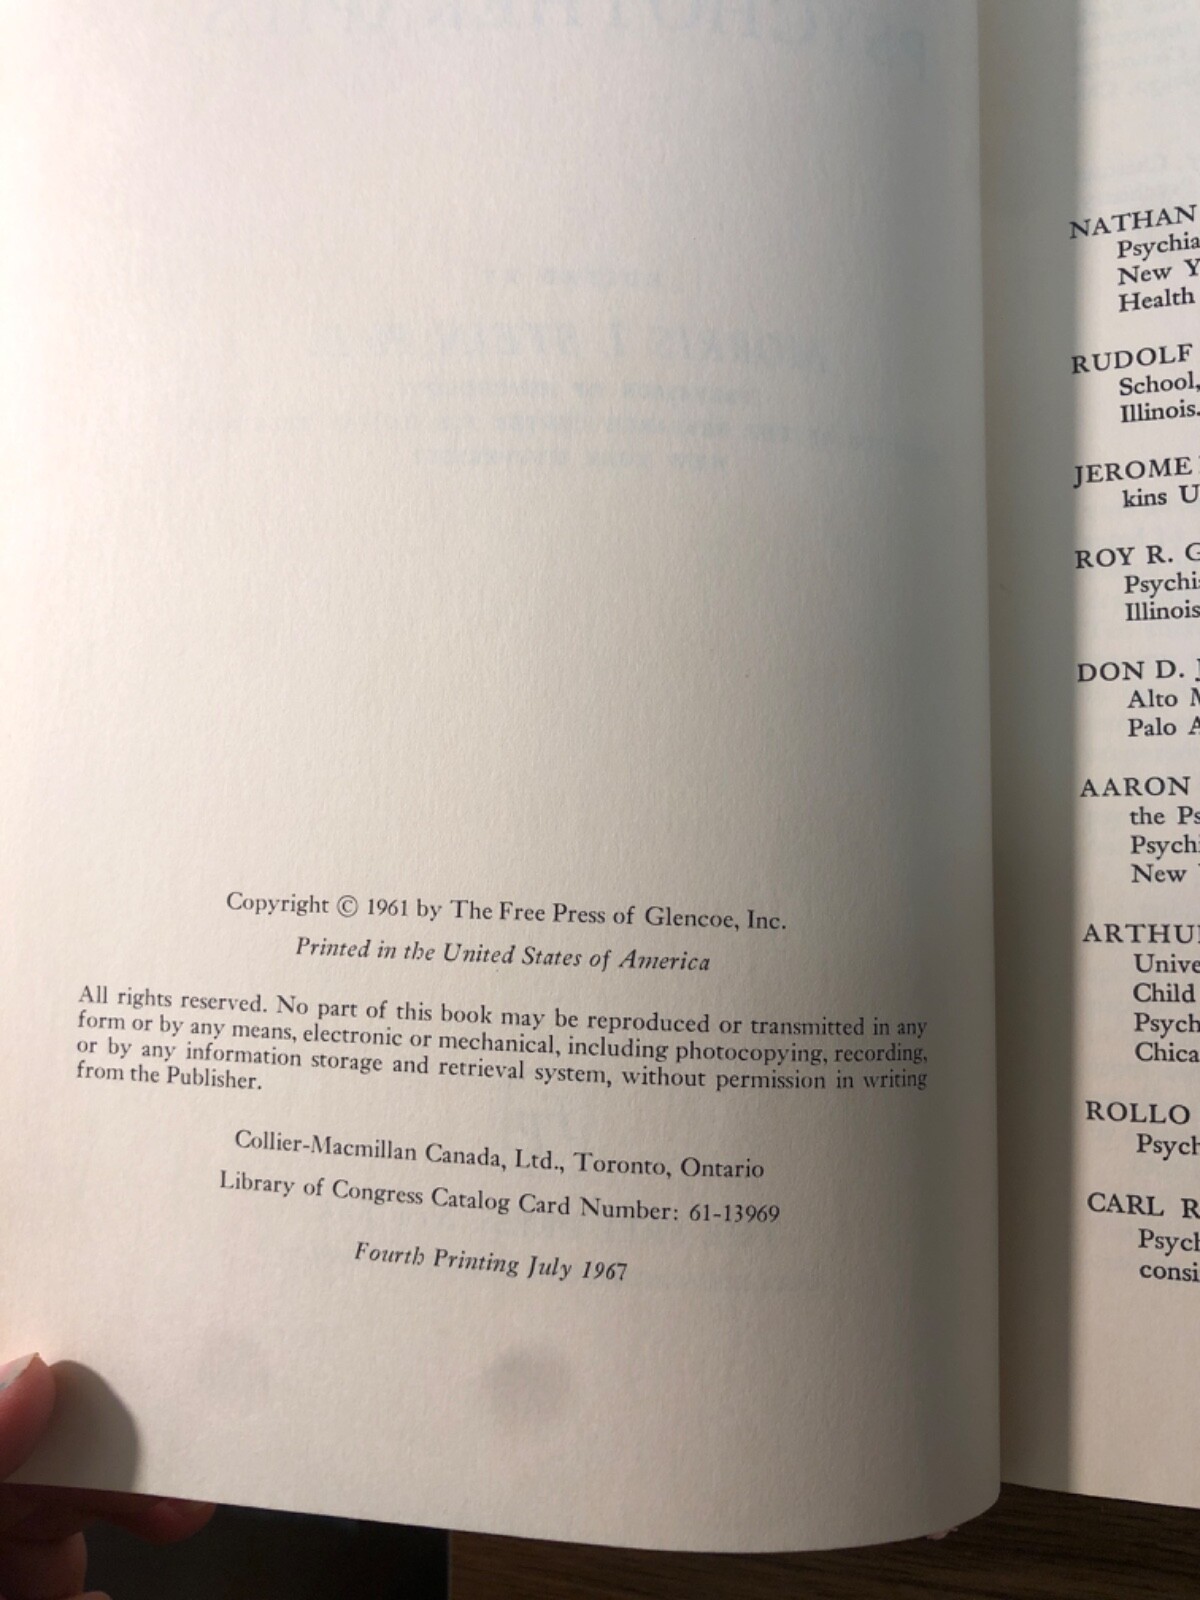 Copyright © 1961 by The Free Press of Glencoe, Inc.
Printed in the United States of America
All rights reserved. No part of this book may be reproduced or transmitted in any
form or by any means, electronic or mechanical, including photocopying, recording,
or by any information storage and retrieval system, without permission in writing
from the Publisher.
Collier-Macmillan Canada, Ltd., Toronto, Ontario
Library of Congress Catalog Card Number: 61-13969
Fourth Printing July 1967
NATHAN
Psychia
New Y
Health
RUDOLF
School,
Illinois.
JEROME
kins U
ROY R. G
Psychi
Illinois
DON D. J
Alto M
Palo A
AARON
the Ps
Psychi
New
ARTHU
Unive
Child
Psych
Chica
ROLLO
Psych
CARL R
Psych
consi